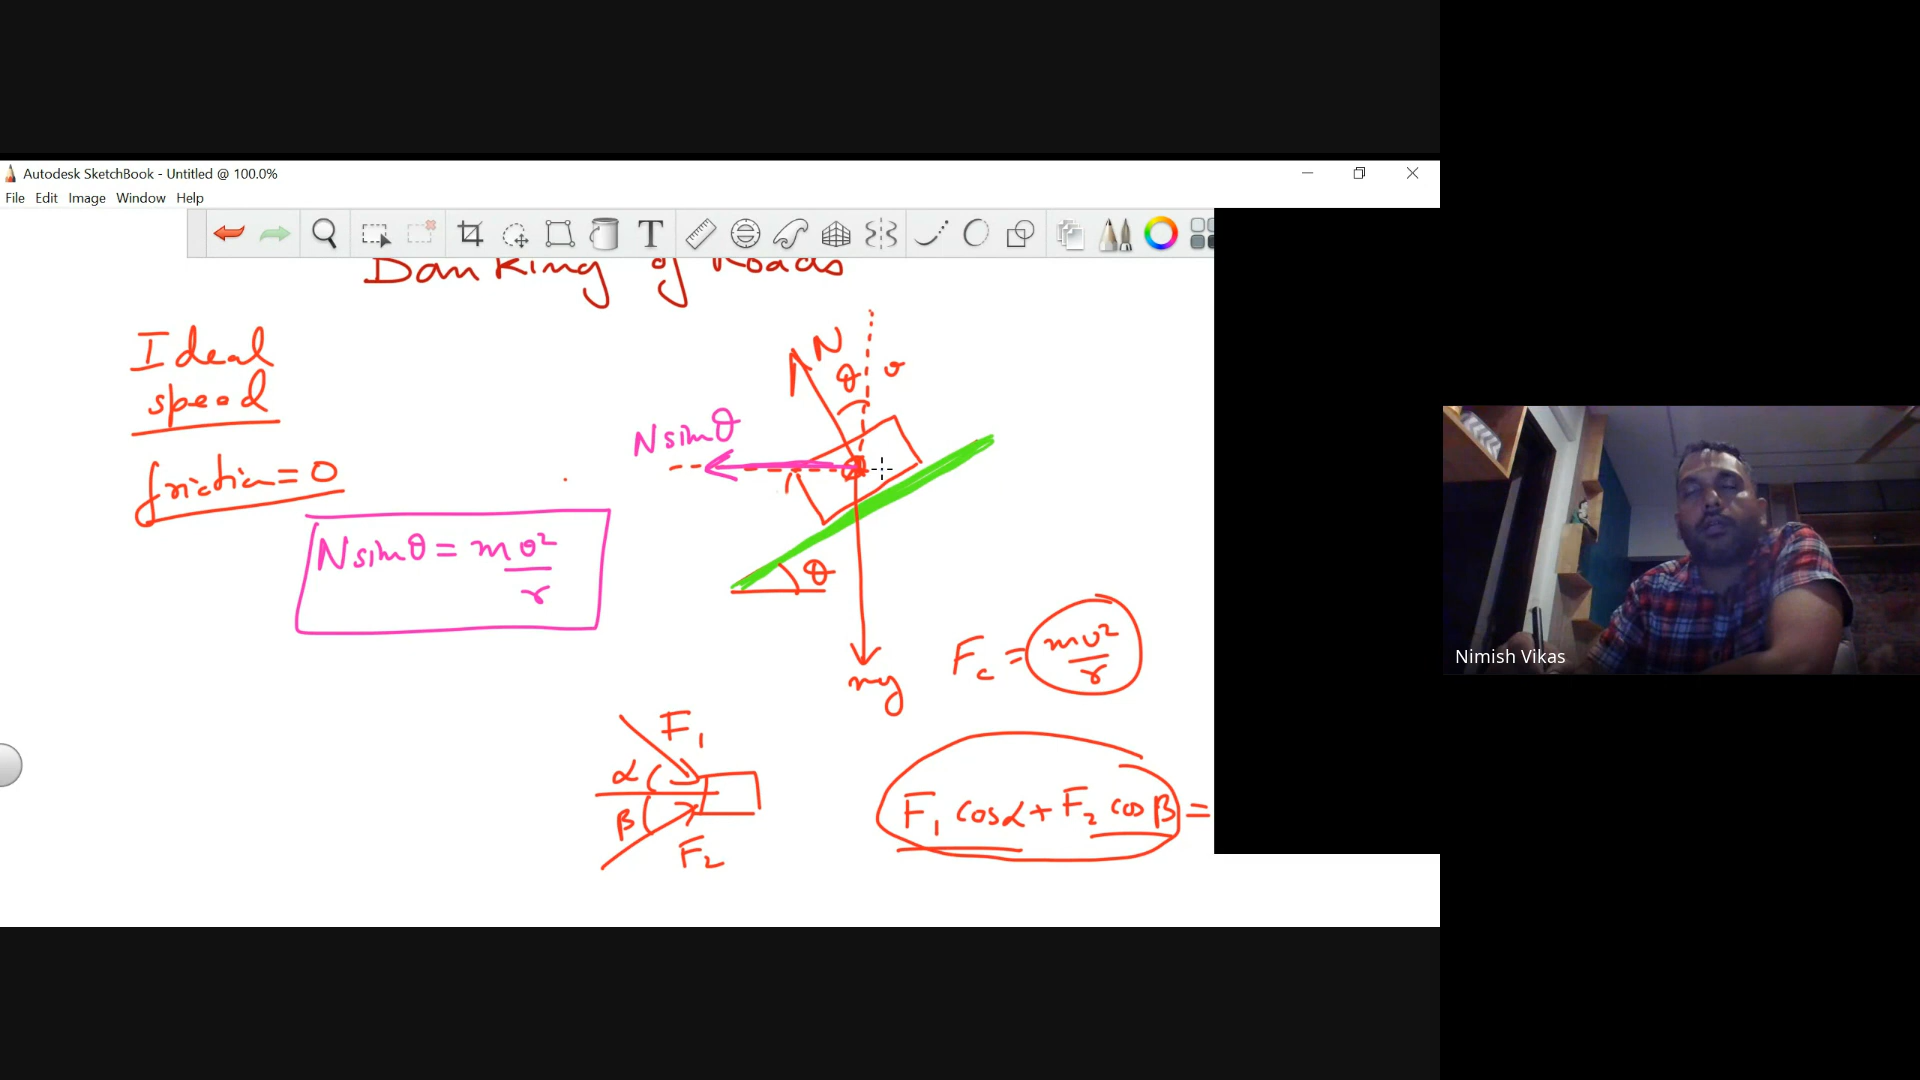 Autodesk SketchBook - Untitled @ 100.0%
File Edit Image Window Help
T
Banking of Roads
Ideal
speed
friction = 0
N
θ
v
N sin θ
N sin θ = mv²/r
θ
mg
F_c = mv²/r
F₁
α
β
F₂
F₁ cos α + F₂ cos β =
Nimish Vikas